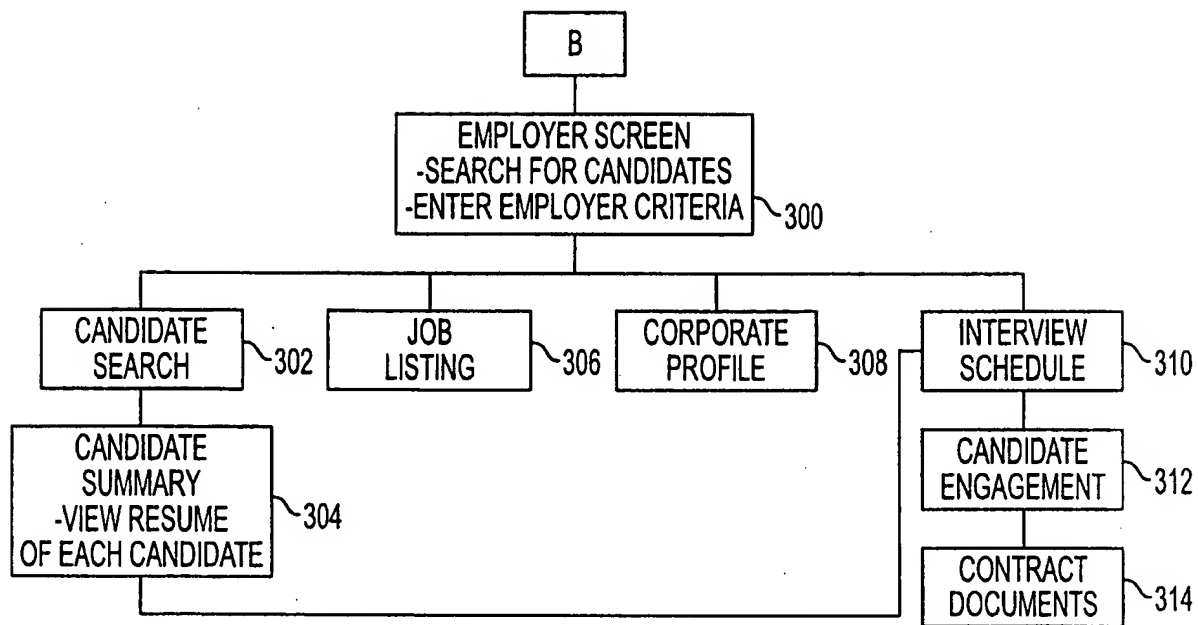 B
EMPLOYER SCREEN
-SEARCH FOR CANDIDATES
-ENTER EMPLOYER CRITERIA
300
CANDIDATE
SEARCH
302
JOB
LISTING
306
CORPORATE
PROFILE
308
INTERVIEW
SCHEDULE
310
CANDIDATE
SUMMARY
-VIEW RESUME
OF EACH CANDIDATE
304
CANDIDATE
ENGAGEMENT
312
CONTRACT
DOCUMENTS
314